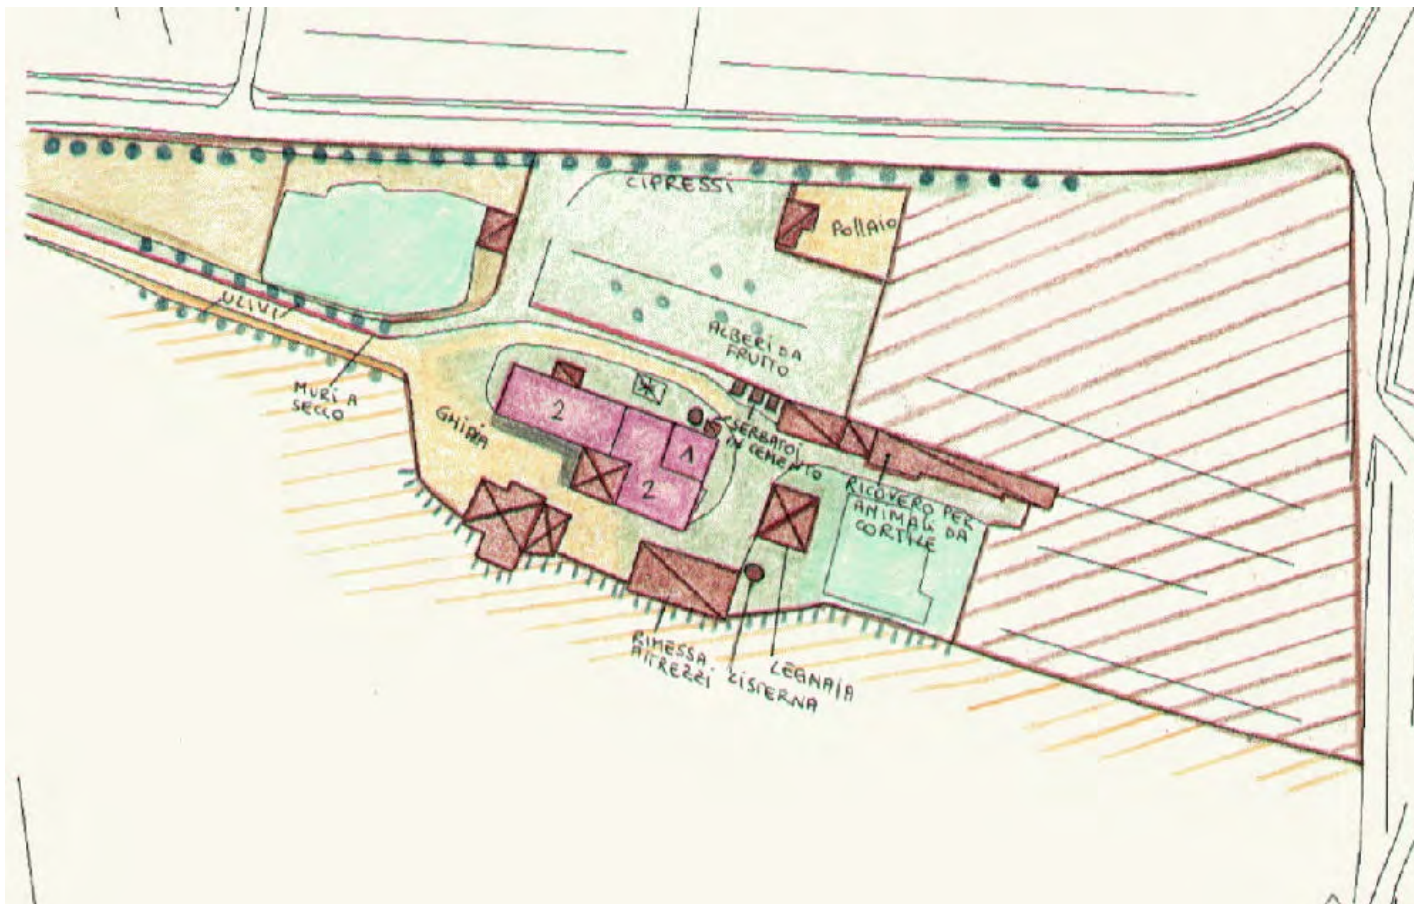 CIPRESSI
POLLAIO
ULIVI
ALBERI DA
FRUTTO
MURI A
SECCO
GHIAIA
2
1
2
SERBATOI
IN CEMENTO
RICOVERO PER
ANIMALI DA
CORTILE
RIMESSA
ATTREZZI
CISTERNA
LEGNAIA